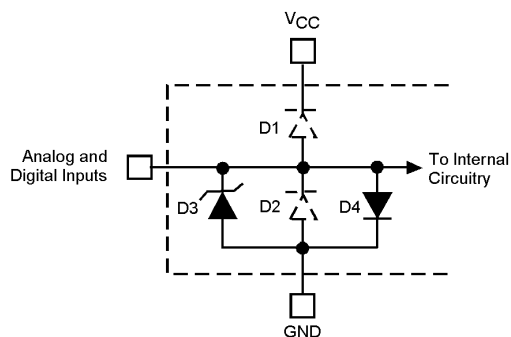 VCC
D1
Analog and
Digital Inputs
To Internal
Circuitry
D3
D2
D4
GND